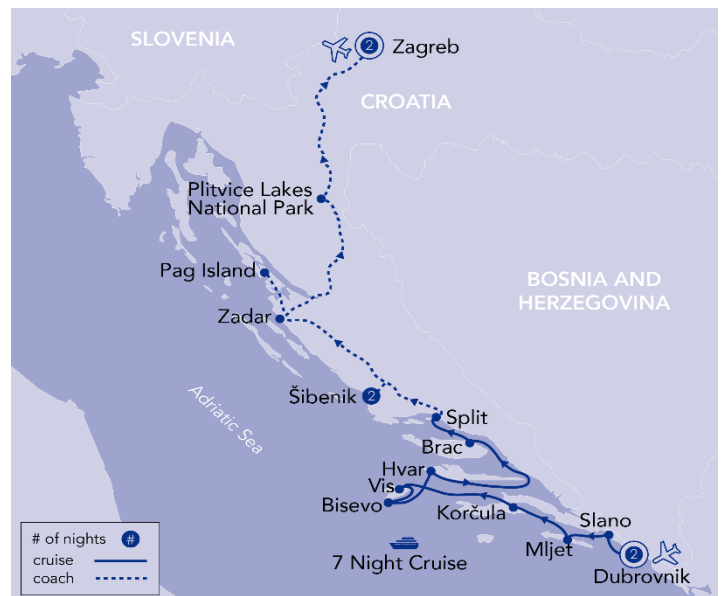 SLOVENIA
2
Zagreb
CROATIA
Plitvice Lakes
National Park
Pag Island
BOSNIA AND
HERZEGOVINA
Zadar
Adriatic Sea
Šibenik
2
Split
Brac
Hvar
Vis
Bisevo
Korčula
Slano
Mljet
2
Dubrovnik
7 Night Cruise
# of nights #
cruise
coach